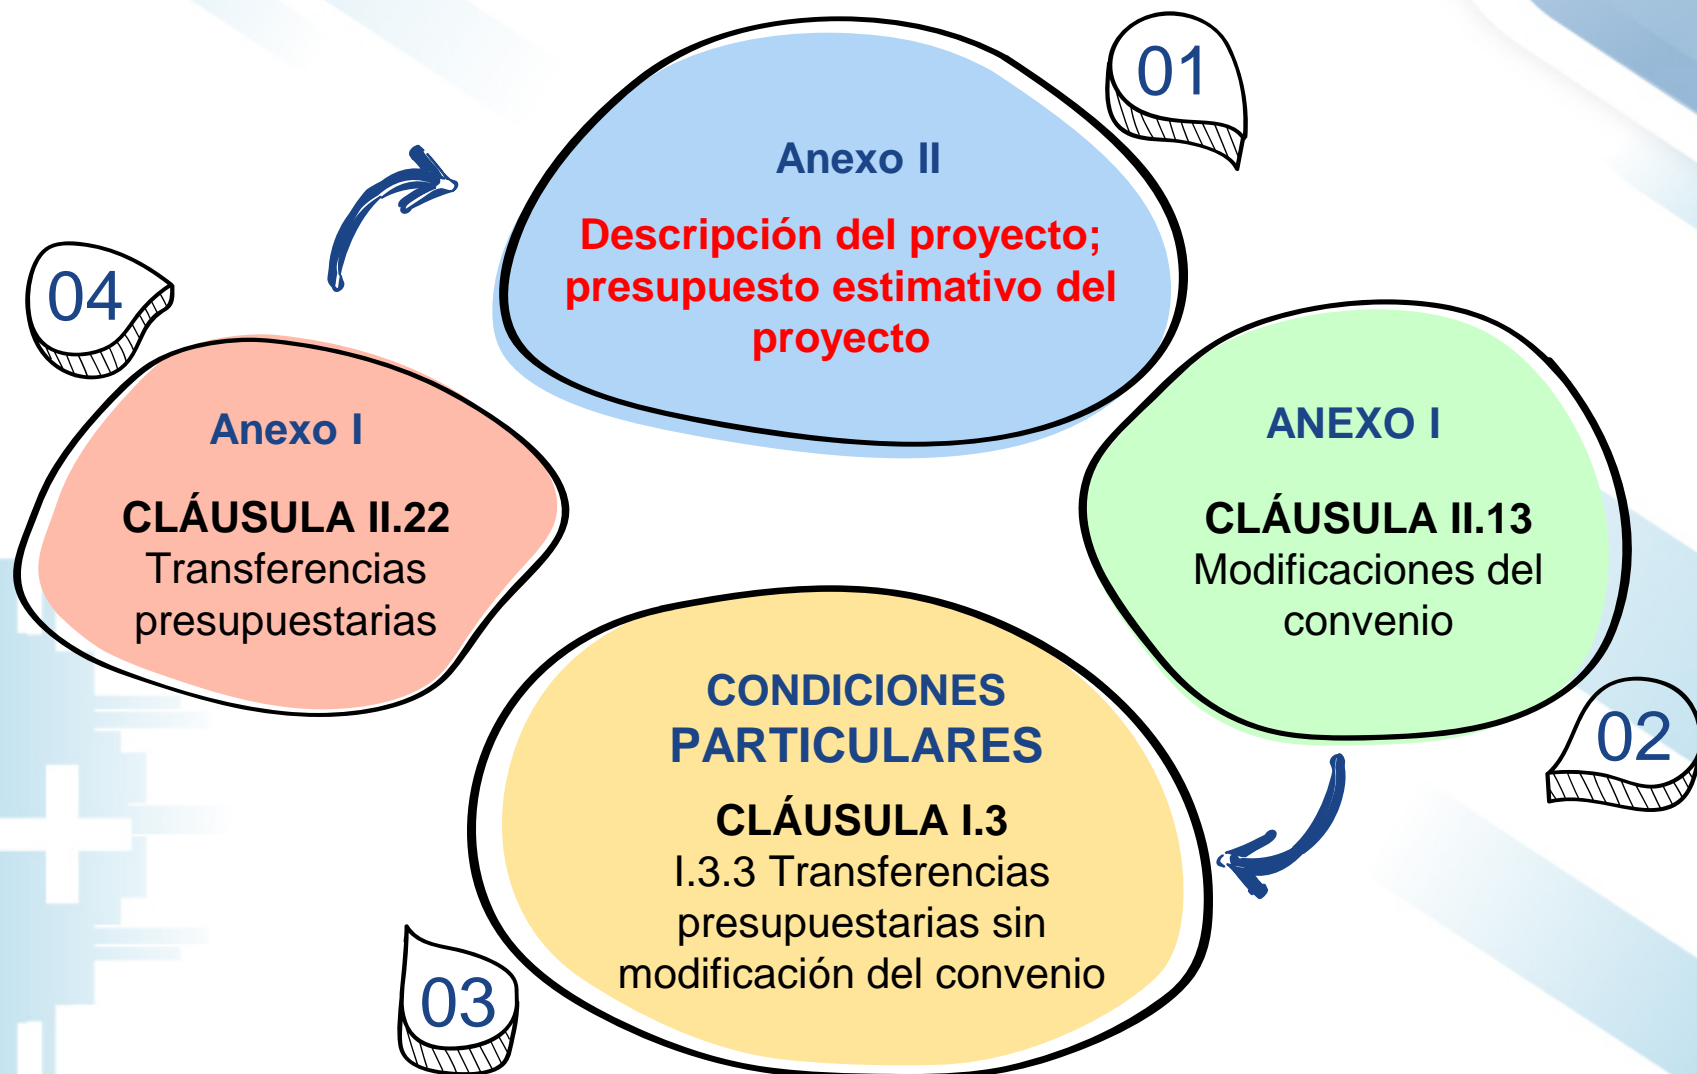 01
Anexo II
Descripción del proyecto;
presupuesto estimativo del
proyecto
02
ANEXO I
CLÁUSULA II.13
Modificaciones del
convenio
03
CONDICIONES
PARTICULARES
CLÁUSULA I.3
I.3.3 Transferencias
presupuestarias sin
modificación del convenio
04
Anexo I
CLÁUSULA II.22
Transferencias
presupuestarias